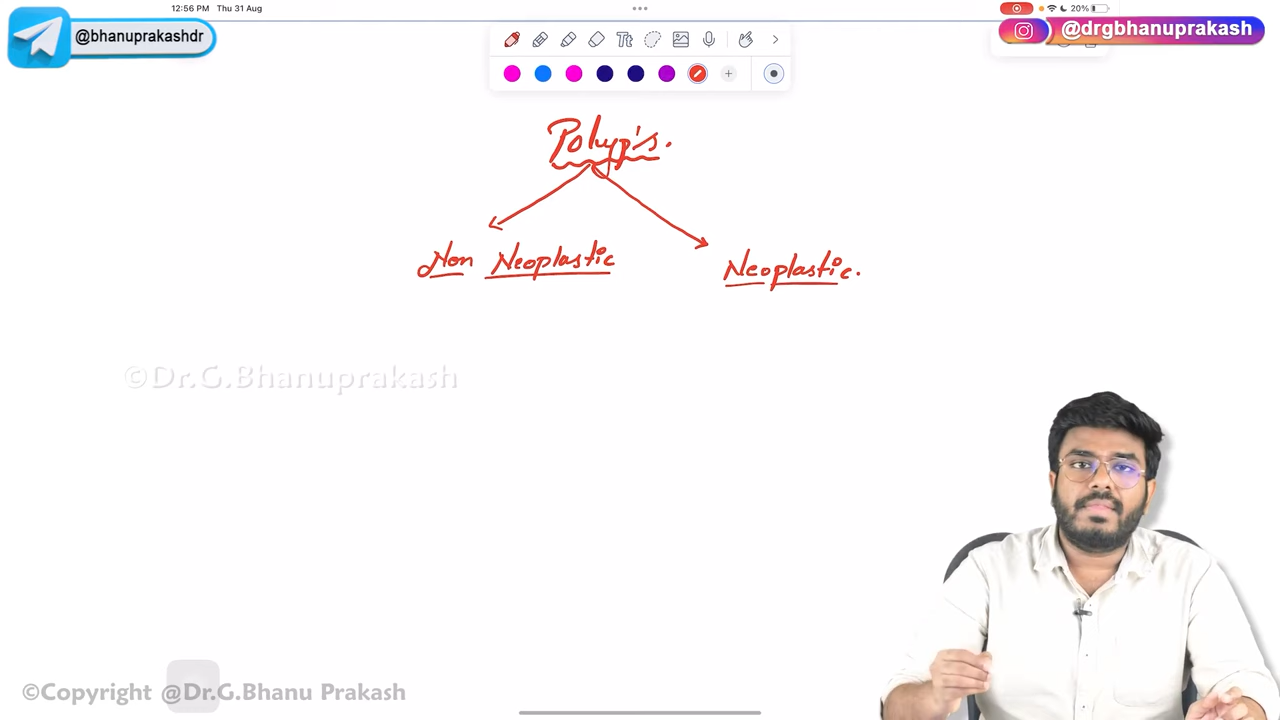 12:56 PM Thu 31 Aug
20%
@bhanuprakashdr
@drgbhanuprakash
Tt
Polyp's.
Non Neoplastic
Neoplastic.
©Dr.G.Bhanuprakash
©Copyright @Dr.G.Bhanu Prakash